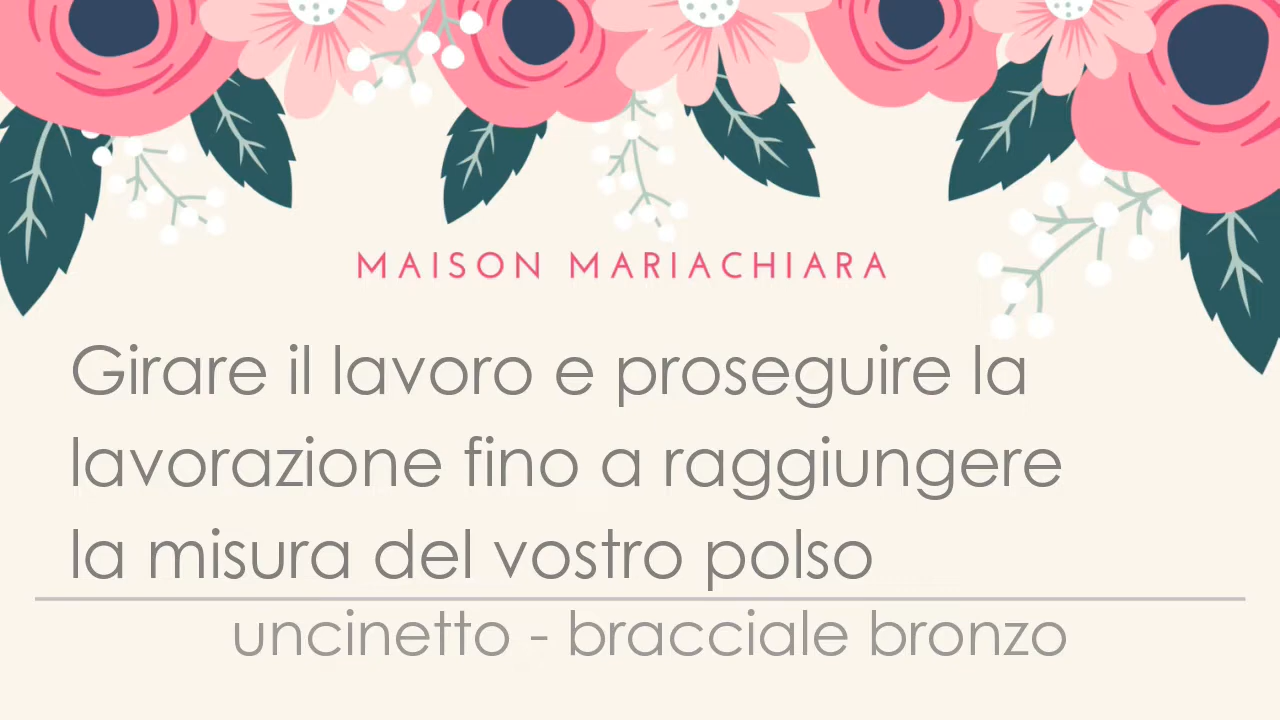 MAISON MARIACHIARA
Girare il lavoro e proseguire la
lavorazione fino a raggiungere
la misura del vostro polso
uncinetto - bracciale bronzo